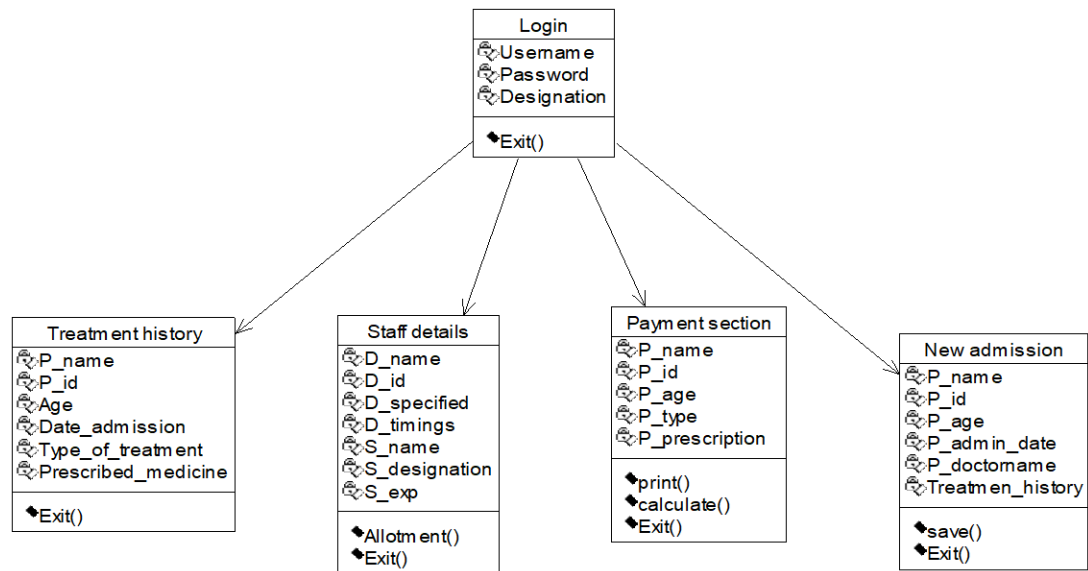 Login
Username
Password
Designation
Exit()
Treatment history
P_name
P_id
Age
Date_admission
Type_of_treatment
Prescribed_medicine
Exit()
Staff details
D_name
D_id
D_specified
D_timings
S_name
S_designation
S_exp
Allotment()
Exit()
Payment section
P_name
P_id
P_age
P_type
P_prescription
print()
calculate()
Exit()
New admission
P_name
P_id
P_age
P_admin_date
P_doctorname
Treatmen_history
save()
Exit()